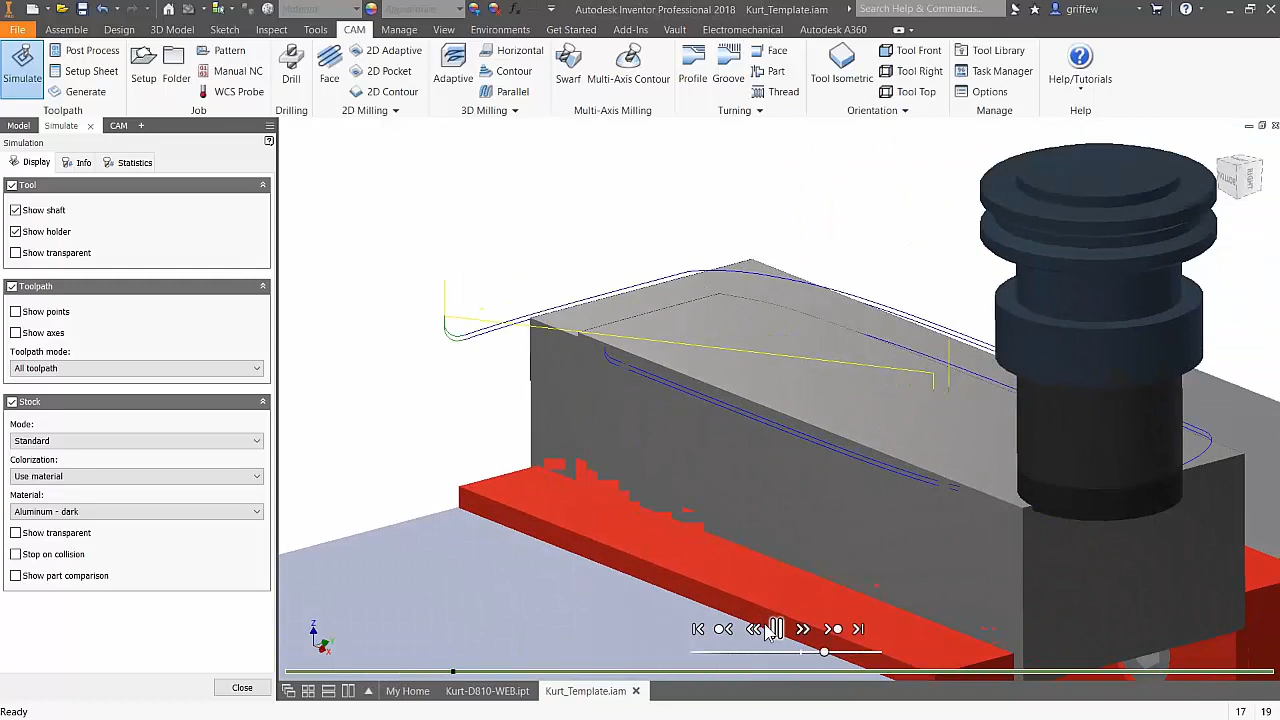 Material
Appearance
Autodesk Inventor Professional 2018 Kurt_Template.iam
Search Help & Commands...
griffew
File Assemble Design 3D Model Sketch Inspect Tools CAM Manage View Environments Get Started Add-Ins Vault Electromechanical Autodesk A360
Simulate
Post Process
Setup Sheet
Generate
Toolpath
Setup
Folder
Pattern
Manual NC
WCS Probe
Job
Drill
Drilling
Face
2D Adaptive
2D Pocket
2D Contour
2D Milling
Adaptive
Horizontal
Contour
Parallel
3D Milling
Swarf
Multi-Axis Contour
Multi-Axis Milling
Profile
Groove
Face
Part
Thread
Turning
Tool Isometric
Tool Front
Tool Right
Tool Top
Orientation
Tool Library
Task Manager
Options
Manage
Help/Tutorials
Help
Model
Simulate
CAM
Simulation
Display
Info
Statistics
Tool
Show shaft
Show holder
Show transparent
Toolpath
Show points
Show axes
Toolpath mode:
All toolpath
Stock
Mode:
Standard
Colorization:
Use material
Material:
Aluminum - dark
Show transparent
Stop on collision
Show part comparison
Close
RIGHT
BOTTOM
Z
Y
X
My Home
Kurt-D810-WEB.ipt
Kurt_Template.iam
Ready
17 19